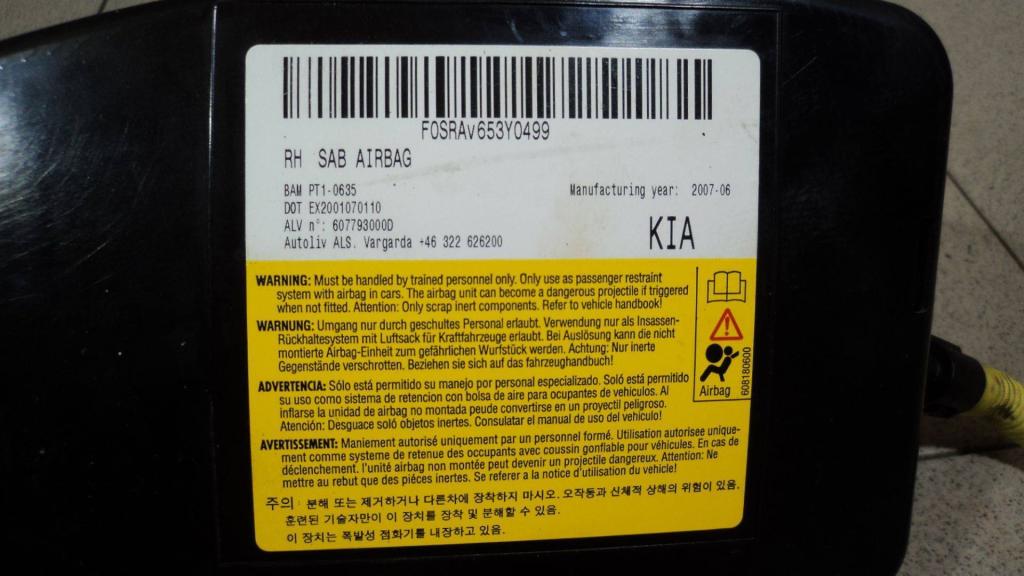 F0SRAv653Y0499
RH SAB AIRBAG
BAM PT1-0635
Manufacturing year: 2007-06
DOT EX2001070110
ALV n°: 607793000D
KIA
Autoliv ALS. Vargarda +46 322 626200
WARNING: Must be handled by trained personnel only. Only use as passenger restraint
system with airbag in cars. The airbag unit can become a dangerous projectile if triggered
when not fitted. Attention: Only scrap inert components. Refer to vehicle handbook!
WARNUNG: Umgang nur durch geschultes Personal erlaubt. Verwendung nur als Insassen-
Rückhaltesystem mit Luftsack für Kraftfahrzeuge erlaubt. Bei Auslösung kann die nicht
montierte Airbag-Einheit zum gefährlichen Wurfstück werden. Achtung: Nur inerte
Gegenstände verschrotten. Beziehen sie sich auf das fahrzeughandbuch!
ADVERTENCIA: Sólo está permitido su manejo por personal especializado. Soló está permitido
su uso como sistema de retencion con bolsa de aire para ocupantes de vehiculos. Al
inflarse la unidad de airbag no montada peude convertirse en un proyectil peligroso.
Atención: Desguace soló objetos inertes. Consulatar el manual de uso del vehículo!
AVERTISSEMENT: Maniement autorisé uniquement par un personnel formé. Utilisation autorisee unique-
ment comme systeme de retenue des occupants avec coussin gonflable pour véhicules. En cas de
déclenchement. l'unité airbag non montée peut devenir un projectile dangereux. Attention: Ne
mettre au rebut que des piéces inertes. Se referer a la notice d'utilisation du vehicule!
주의 : 분해 또는 제거하거나 다른차에 장착하지 마시오. 오작동과 신체적 상해의 위험이 있음.
훈련된 기술자만이 이 장치를 장착 및 분해할 수 있음.
이 장치는 폭발성 점화기를 내장하고 있음.
Airbag
608180600